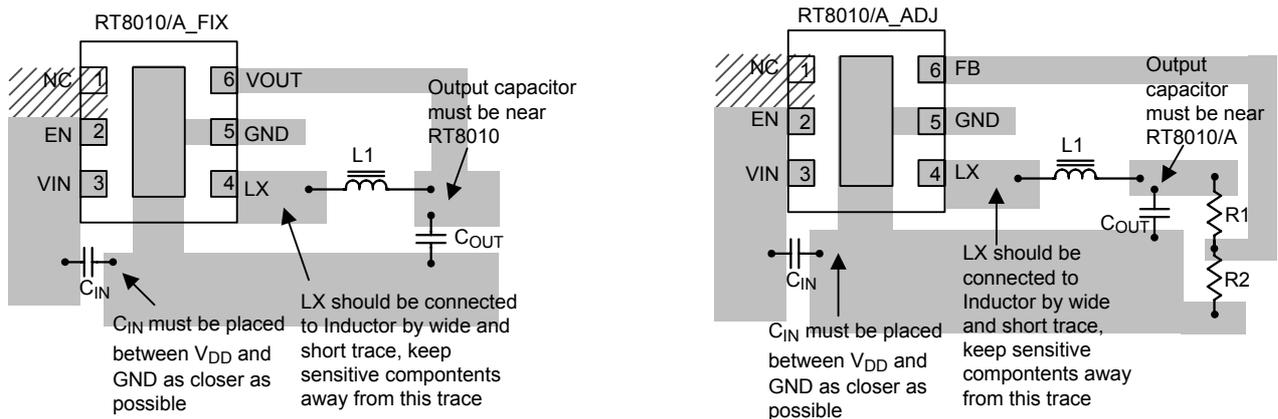 RT8010/A_FIX
NC
1
6
VOUT
EN
2
5
GND
VIN
3
4
LX
L1
Output capacitor
must be near
RT8010
COUT
CIN
CIN must be placed
between VDD and
GND as closer as
possible
LX should be connected
to Inductor by wide and
short trace, keep
sensitive compontents
away from this trace
RT8010/A_ADJ
NC
1
6
FB
EN
2
5
GND
VIN
3
4
LX
L1
Output
capacitor
must be near
RT8010/A
COUT
R1
R2
CIN
CIN must be placed
between VDD and
GND as closer as
possible
LX should be
connected to
Inductor by wide
and short trace,
keep sensitive
compontents away
from this trace